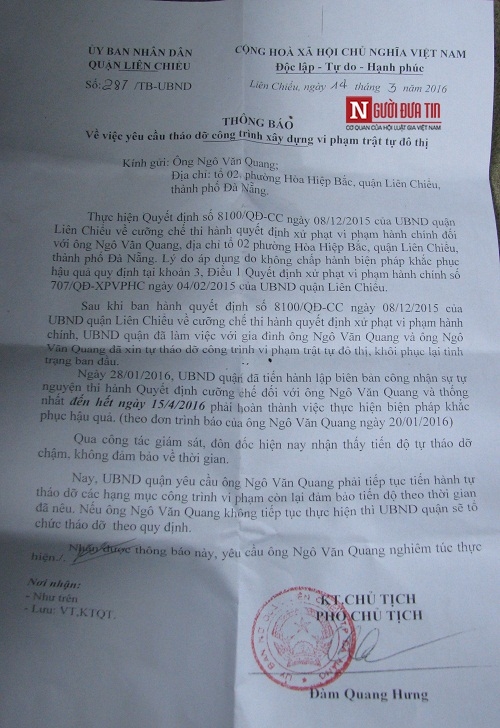 ỦY BAN NHÂN DÂN
QUẬN LIÊN CHIỂU
Số: 287 /TB-UBND
CỘNG HOÀ XÃ HỘI CHỦ NGHĨA VIỆT NAM
Độc lập - Tự do - Hạnh phúc
Liên Chiểu, ngày 14 tháng 3 năm 2016
NGƯỜI ĐƯA TIN
CƠ QUAN CỦA HỘI LUẬT GIA VIỆT NAM
THÔNG BÁO
Về việc yêu cầu tháo dỡ công trình xây dựng vi phạm trật tự đô thị
Kính gửi: Ông Ngô Văn Quang;
Địa chỉ: tổ 02, phường Hòa Hiệp Bắc, quận Liên Chiểu,
thành phố Đà Nẵng.
Thực hiện Quyết định số 8100/QĐ-CC ngày 08/12/2015 của UBND quận
Liên Chiểu về cưỡng chế thi hành quyết định xử phạt vi phạm hành chính đối
với ông Ngô Văn Quang, địa chỉ tổ 02 phường Hòa Hiệp Bắc, quận Liên Chiểu,
thành phố Đà Nẵng. Lý do áp dụng do không chấp hành biện pháp khắc phục
hậu quả quy định tại khoản 3, Điều 1 Quyết định xử phạt vi phạm hành chính số
707/QĐ-XPVPHC ngày 04/02/2015 của UBND quận Liên Chiểu.
Sau khi ban hành quyết định số 8100/QĐ-CC ngày 08/12/2015 của
UBND quận Liên Chiểu về cưỡng chế thi hành quyết định xử phạt vi phạm hành
chính, UBND quận đã làm việc với gia đình ông Ngô Văn Quang và ông Ngô
Văn Quang đã xin tự tháo dỡ công trình vi phạm trật tự đô thị, khôi phục lại tình
trạng ban đầu.
Ngày 28/01/2016, UBND quận đã tiến hành lập biên bản công nhận sự tự
nguyện thi hành Quyết định cưỡng chế đối với ông Ngô Văn Quang và thống
nhất đến hết ngày 15/4/2016 phải hoàn thành việc thực hiện biện pháp khắc
phục hậu quả. (theo đơn trình báo của ông Ngô Văn Quang ngày 20/01/2016)
Qua công tác giám sát, đôn đốc hiện nay nhận thấy tiến độ tự tháo dỡ
chậm, không đảm bảo về thời gian.
Nay, UBND quận yêu cầu ông Ngô Văn Quang phải tiếp tục tiến hành tự
tháo dỡ các hạng mục công trình vi phạm còn lại đảm bảo tiến độ theo thời gian
đã nêu. Nếu ông Ngô Văn Quang không tiếp tục thực hiện thì UBND quận sẽ tổ
chức tháo dỡ theo quy định.
Nhận được thông báo này, yêu cầu ông Ngô Văn Quang nghiêm túc thực
hiện./.
Nơi nhận:
- Như trên
- Lưu: VT,KTQT.
KT.CHỦ TỊCH
PHÓ CHỦ TỊCH
Đàm Quang Hưng